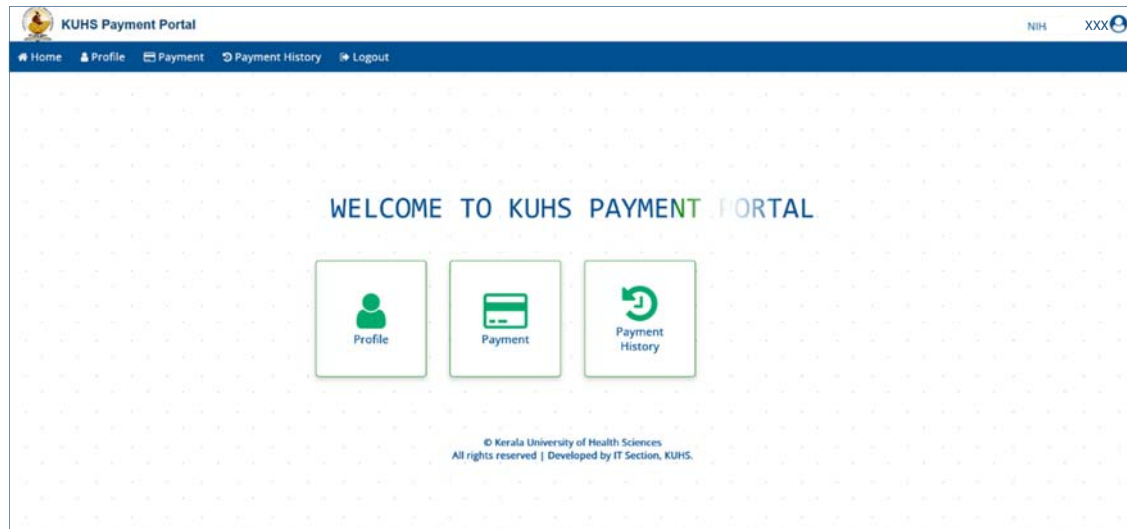 KUHS Payment Portal
NIH
XXX
Home Profile Payment Payment History Logout
WELCOME TO KUHS PAYMENT PORTAL
Profile
Payment
Payment
History
© Kerala University of Health Sciences
All rights reserved | Developed by IT Section, KUHS.